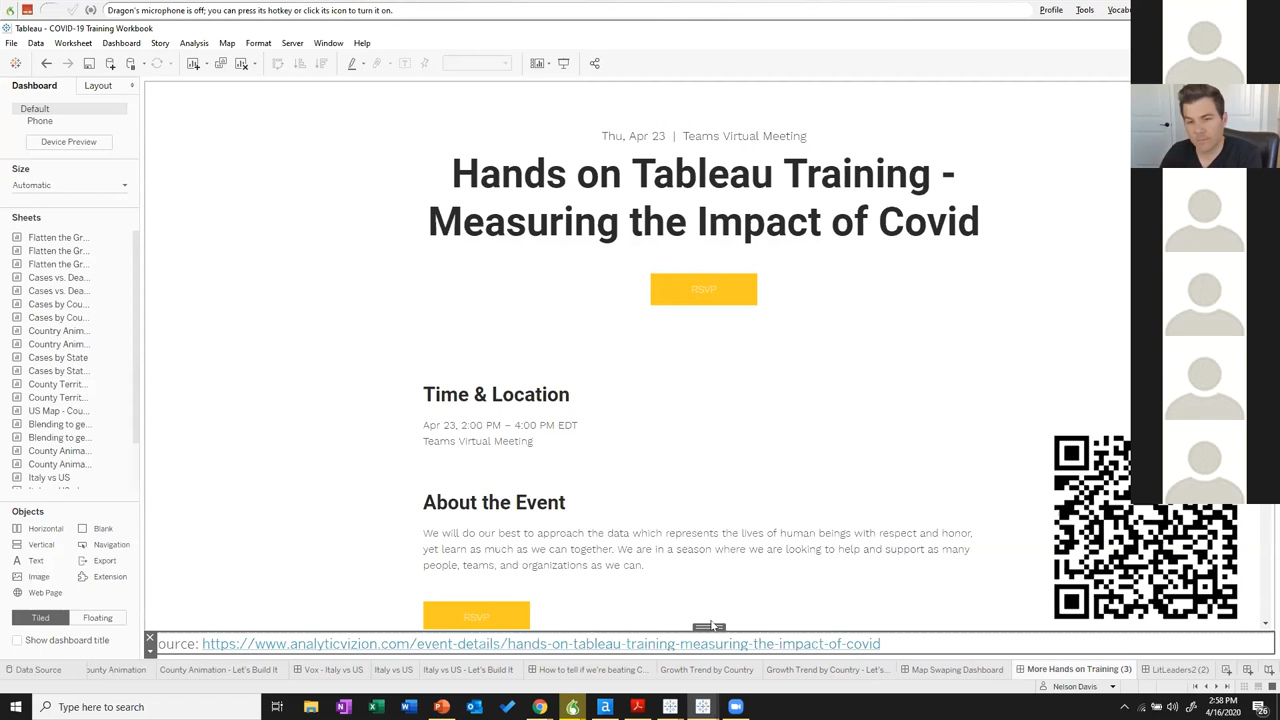 Dragon's microphone is off; you can press its hotkey or click its icon to turn it on.
Profile Tools
Tableau - COVID-19 Training Workbook
File Data Worksheet Dashboard Story Analysis Map Format Server Window Help
Dashboard Layout
Default
Phone
Device Preview
Size
Automatic
Sheets
Flatten the Gr...
Flatten the Gr...
Flatten the Gr...
Cases vs. Dea...
Cases vs. Dea...
Cases by Cou...
Cases by Cou...
Country Anim...
Country Anim...
Cases by State
Cases by Stat...
County Territ...
County Territ...
US Map - Cou...
Blending to ge...
Blending to ge...
County Anima...
County Anima...
Italy vs US
Objects
Horizontal Blank
Vertical Navigation
Text Export
Image Extension
Web Page
Tiled Floating
Show dashboard title
Thu, Apr 23 | Teams Virtual Meeting
Hands on Tableau Training -
Measuring the Impact of Covid
RSVP
Time & Location
Apr 23, 2:00 PM – 4:00 PM EDT
Teams Virtual Meeting
About the Event
We will do our best to approach the data which represents the lives of human beings with respect and honor,
yet learn as much as we can together. We are in a season where we are looking to help and support as many
people, teams, and organizations as we can.
RSVP
ource: https://www.analyticvizion.com/event-details/hands-on-tableau-training-measuring-the-impact-of-covid
Data Source ounty Animation County Animation - Let's Build It Vox - Italy vs US Italy vs US Italy vs US - Let's Build It How to tell if we're beating C... Growth Trend by Country Growth Trend by Country - Let's... Map Swaping Dashboard More Hands on Training (3) LitLeaders2 (2)
Nelson Davis
Type here to search
2:58 PM
4/16/2020
26